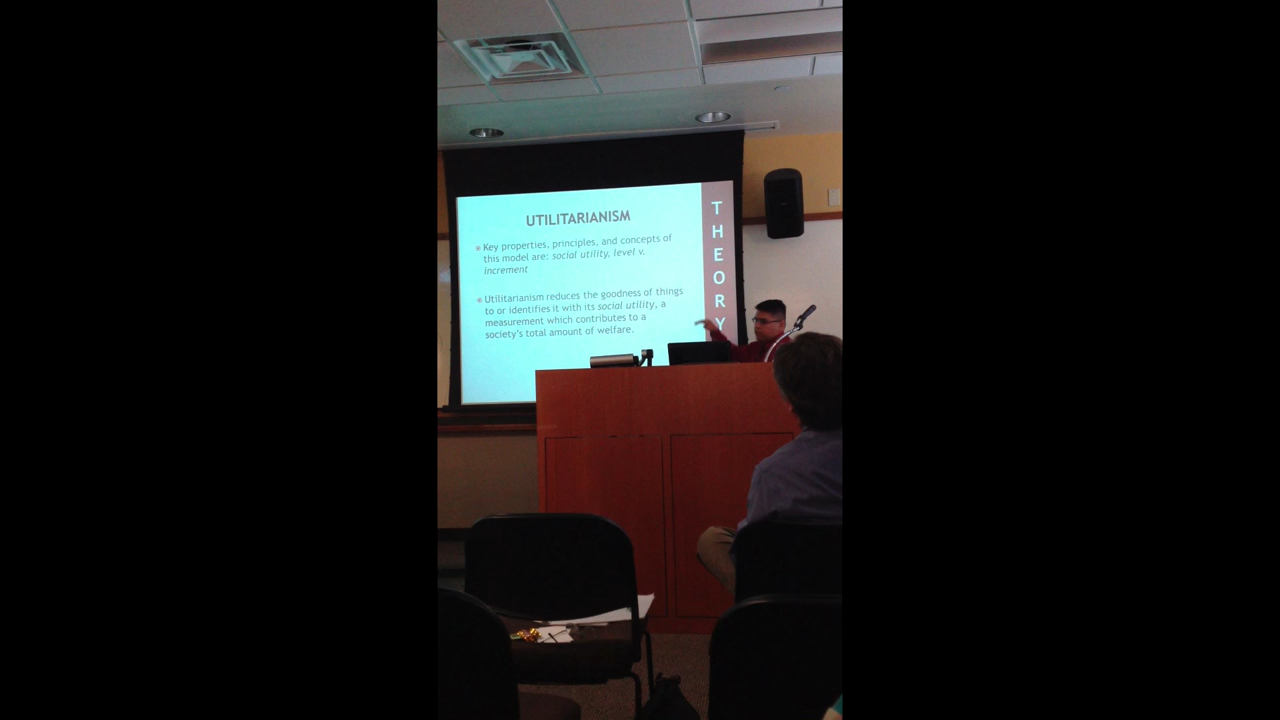 UTILITARIANISM
Key properties, principles, and concepts of
this model are: social utility, level v.
increment
Utilitarianism reduces the goodness of things
to or identifies it with its social utility, a
measurement which contributes to a
society's total amount of welfare.
T
H
E
O
R
Y